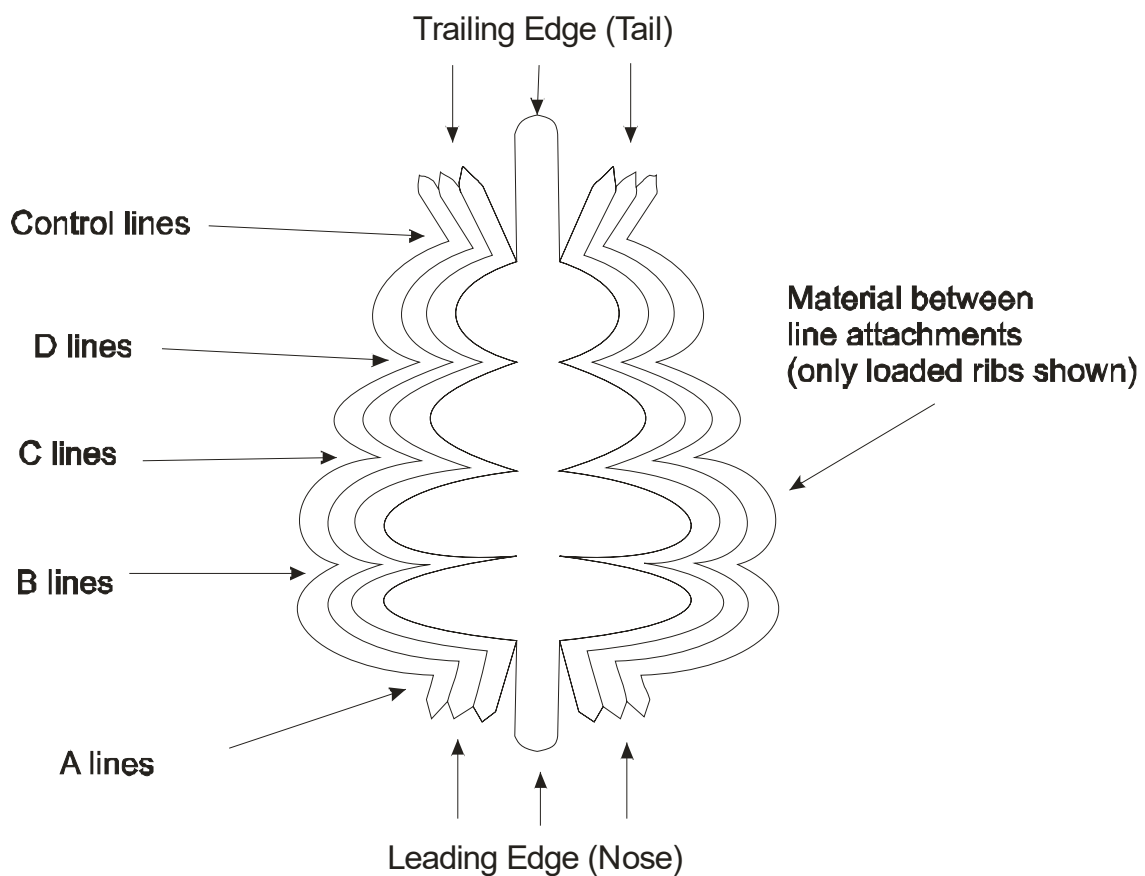 Trailing Edge (Tail)
Control lines
Material between
line attachments
(only loaded ribs shown)
D lines
C lines
B lines
A lines
Leading Edge (Nose)